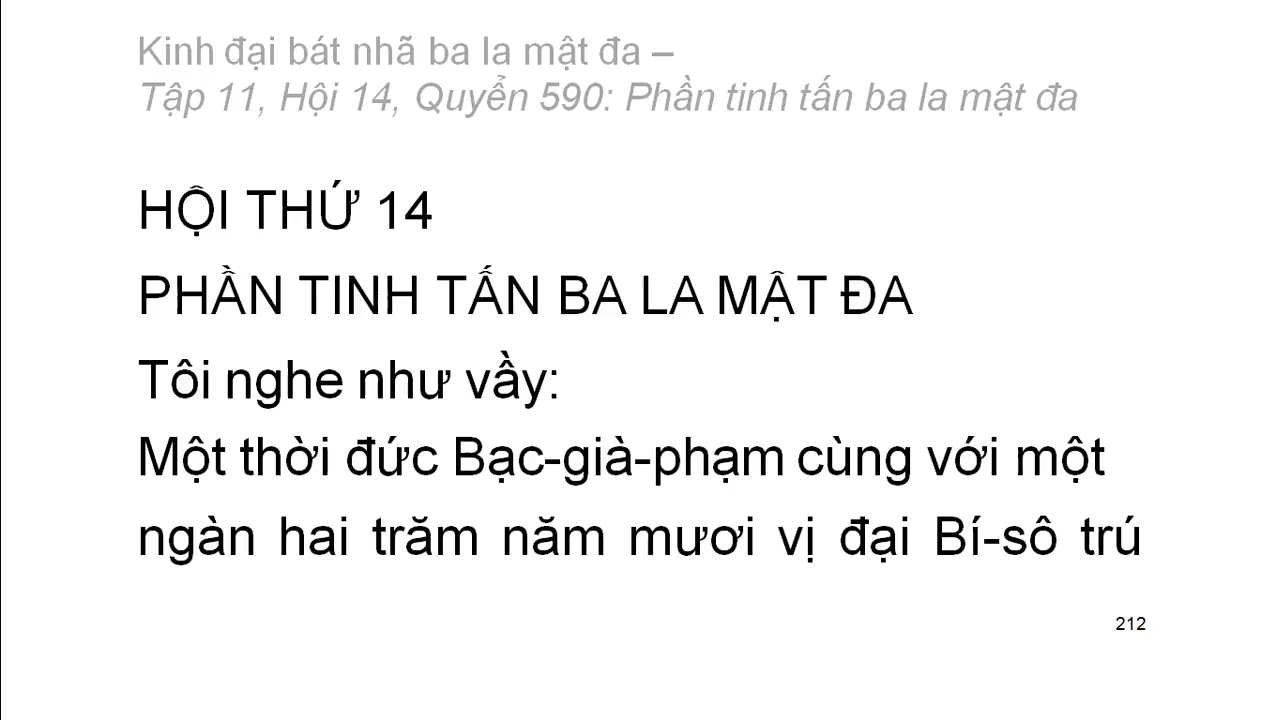 Kinh đại bát nhã ba la mật đa –
Tập 11, Hội 14, Quyển 590: Phần tinh tấn ba la mật đa
HỘI THỨ 14
PHẦN TINH TẤN BA LA MẬT ĐA
Tôi nghe như vầy:
Một thời đức Bạc-già-phạm cùng với một
ngàn hai trăm năm mươi vị đại Bí-sô trú
212